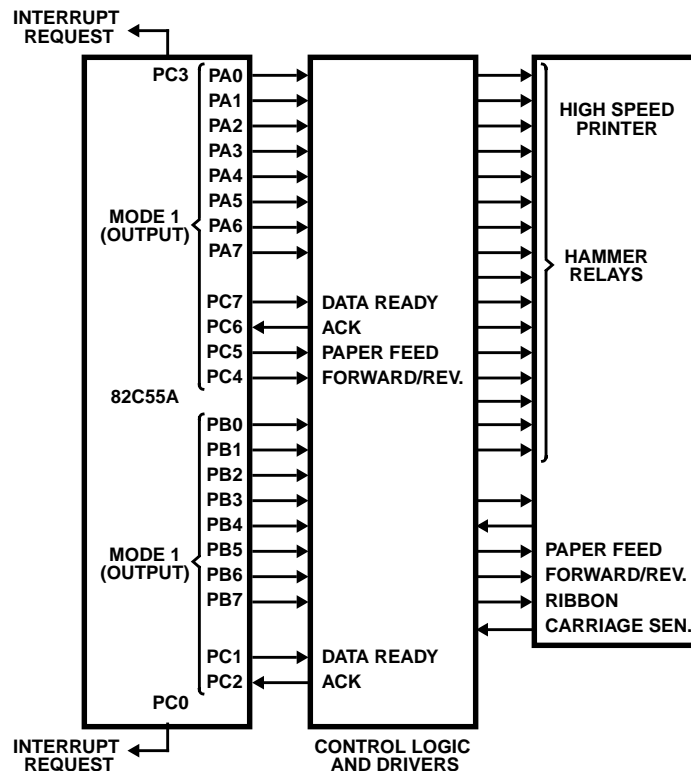 INTERRUPT
REQUEST
PC3
PA0
PA1
PA2
PA3
PA4
PA5
PA6
PA7
MODE 1
(OUTPUT)
PC7
PC6
PC5
PC4
82C55A
PB0
PB1
PB2
PB3
PB4
PB5
PB6
PB7
MODE 1
(OUTPUT)
PC1
PC2
PC0
INTERRUPT
REQUEST
DATA READY
ACK
PAPER FEED
FORWARD/REV.
DATA READY
ACK
CONTROL LOGIC
AND DRIVERS
HIGH SPEED
PRINTER
HAMMER
RELAYS
PAPER FEED
FORWARD/REV.
RIBBON
CARRIAGE SEN.